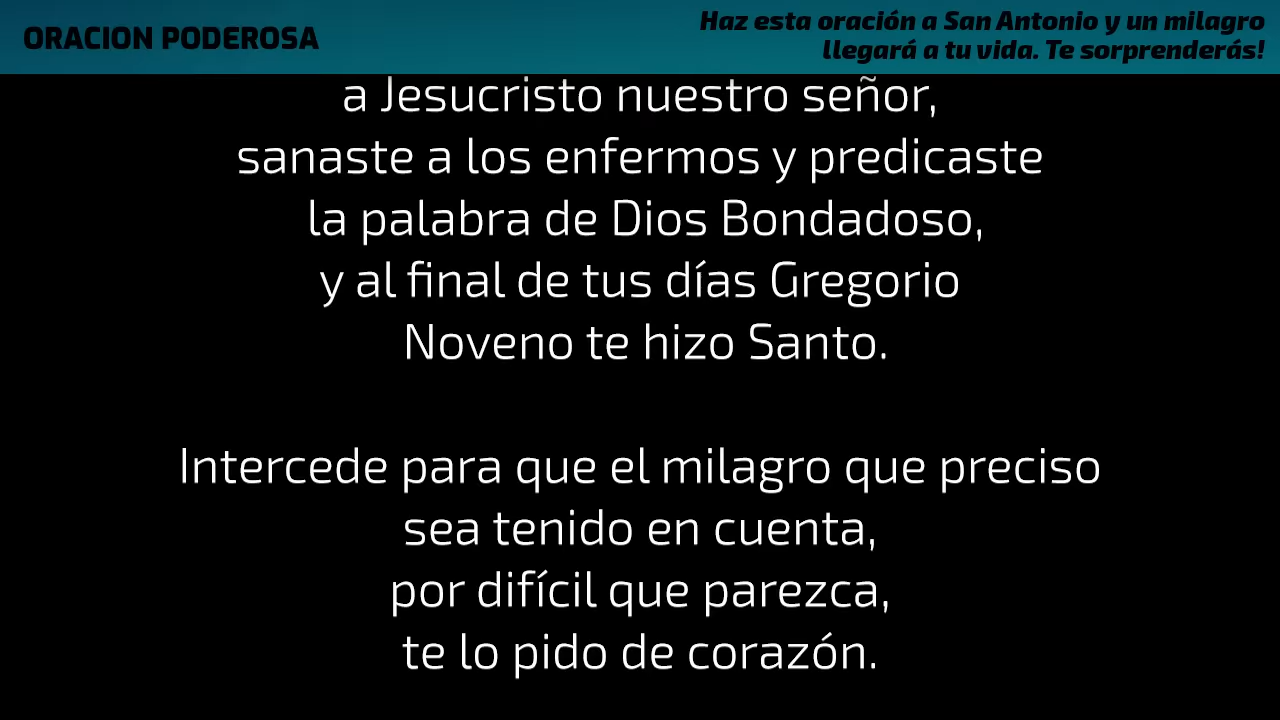 ORACION PODEROSA
Haz esta oración a San Antonio y un milagro
llegará a tu vida. Te sorprenderás!
a Jesucristo nuestro señor,
sanaste a los enfermos y predicaste
la palabra de Dios Bondadoso,
y al final de tus días Gregorio
Noveno te hizo Santo.
Intercede para que el milagro que preciso
sea tenido en cuenta,
por difícil que parezca,
te lo pido de corazón.